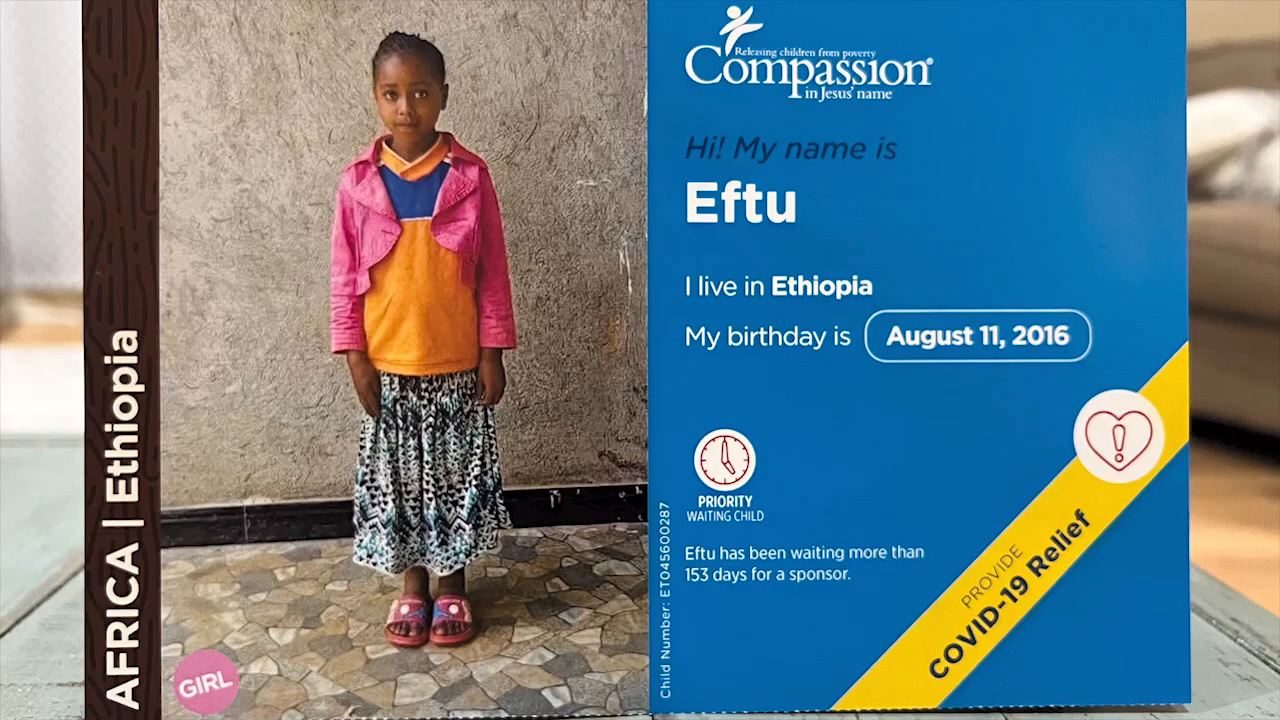 AFRICA | Ethiopia
GIRL
Releasing children from poverty
Compassion®
in Jesus' name
Hi! My name is
Eftu
I live in Ethiopia
My birthday is August 11, 2016
PRIORITY
WAITING CHILD
Eftu has been waiting more than
153 days for a sponsor.
Child Number: ET045600287
PROVIDE
COVID-19 Relief